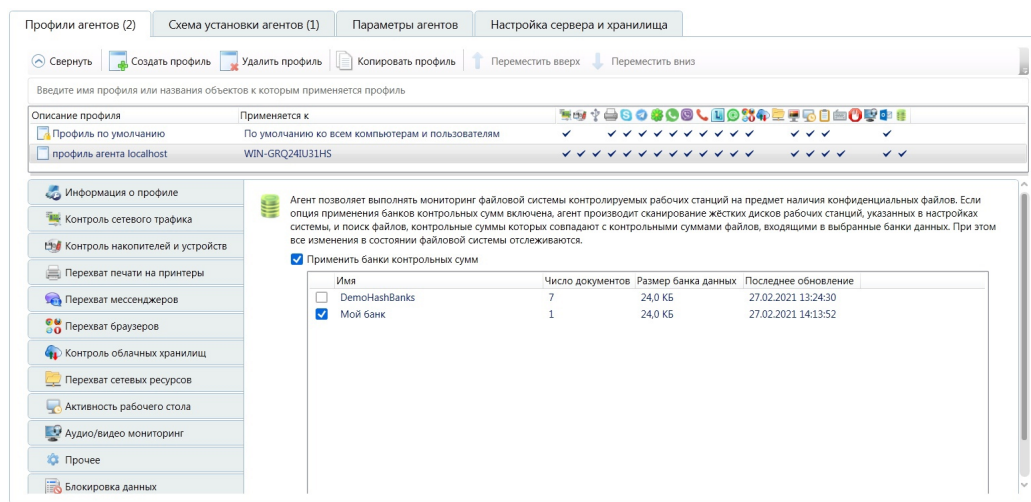 Профили агентов (2) Схема установки агентов (1) Параметры агентов Настройка сервера и хранилища
Свернуть Создать профиль Удалить профиль Копировать профиль Переместить вверх Переместить вниз
Введите имя профиля или названия объектов к которым применяется профиль
Описание профиля Применяется к
Профиль по умолчанию По умолчанию ко всем компьютерам и пользователям
профиль агента localhost WIN-GRQ24IU31HS
Информация о профиле
Контроль сетевого трафика
Контроль накопителей и устройств
Перехват печати на принтеры
Перехват мессенджеров
Перехват браузеров
Контроль облачных хранилищ
Перехват сетевых ресурсов
Активность рабочего стола
Аудио/видео мониторинг
Прочее
Блокировка данных
Агент позволяет выполнять мониторинг файловой системы контролируемых рабочих станций на предмет наличия конфиденциальных файлов. Если
опция применения банков контрольных сумм включена, агент производит сканирование жёстких дисков рабочих станций, указанных в настройках
системы, и поиск файлов, контрольные суммы которых совпадают с контрольными суммами файлов, входящими в выбранные банки данных. При этом
все изменения в состоянии файловой системы отслеживаются.
Применить банки контрольных сумм
Имя Число документов Размер банка данных Последнее обновление
DemoHashBanks 7 24,0 КБ 27.02.2021 13:24:30
Мой банк 1 24,0 КБ 27.02.2021 14:13:52